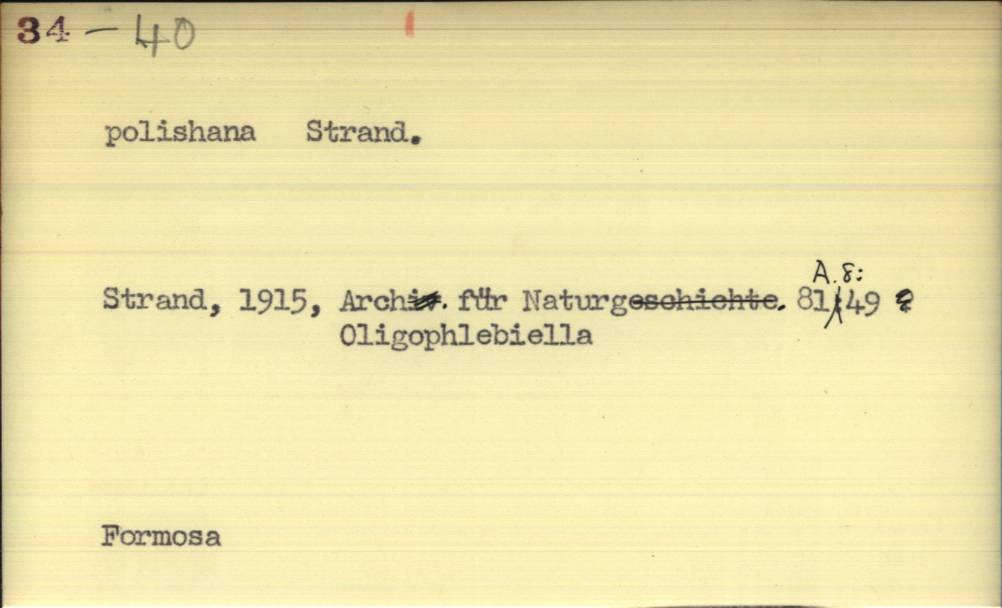 34 - 40
polishana Strand.
A. 8:
Strand, 1915, Archiv. für Naturgeschichte. 81:49
Oligophlebiella
Formosa